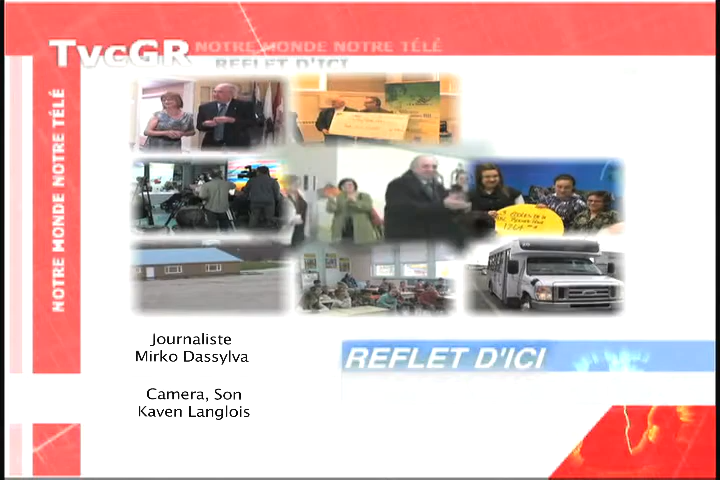 TvcGR
NOTRE MONDE NOTRE TÉLÉ
REFLET D'ICI
NOTRE MONDE NOTRE TÉLÉ
Journaliste
Mirko Dassylva
Camera, Son
Kaven Langlois
REFLET D'ICI